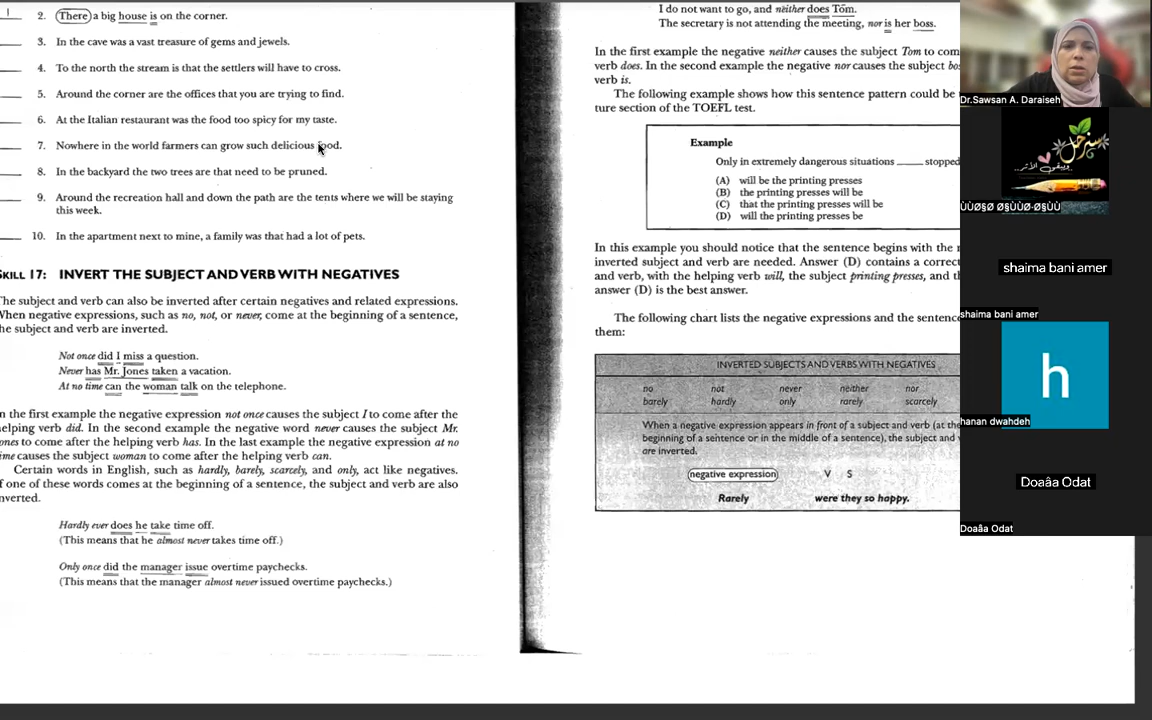 2. There a big house is on the corner.
3. In the cave was a vast treasure of gems and jewels.
4. To the north the stream is that the settlers will have to cross.
5. Around the corner are the offices that you are trying to find.
6. At the Italian restaurant was the food too spicy for my taste.
7. Nowhere in the world farmers can grow such delicious food.
8. In the backyard the two trees are that need to be pruned.
9. Around the recreation hall and down the path are the tents where we will be staying
this week.
10. In the apartment next to mine, a family was that had a lot of pets.
SKILL 17: INVERT THE SUBJECT AND VERB WITH NEGATIVES
The subject and verb can also be inverted after certain negatives and related expressions.
When negative expressions, such as no, not, or never, come at the beginning of a sentence,
the subject and verb are inverted.
Not once did I miss a question.
Never has Mr. Jones taken a vacation.
At no time can the woman talk on the telephone.
In the first example the negative expression not once causes the subject I to come after the
helping verb did. In the second example the negative word never causes the subject Mr.
Jones to come after the helping verb has. In the last example the negative expression at no
time causes the subject woman to come after the helping verb can.
Certain words in English, such as hardly, barely, scarcely, and only, act like negatives.
If one of these words comes at the beginning of a sentence, the subject and verb are also
inverted.
Hardly ever does he take time off.
(This means that he almost never takes time off.)
Only once did the manager issue overtime paychecks.
(This means that the manager almost never issued overtime paychecks.)
I do not want to go, and neither does Tom.
The secretary is not attending the meeting, nor is her boss.
In the first example the negative neither causes the subject Tom to com
verb does. In the second example the negative nor causes the subject bo
verb is.
The following example shows how this sentence pattern could be
ture section of the TOEFL test.
Example
Only in extremely dangerous situations ____ stopped
(A) will be the printing presses
(B) the printing presses will be
(C) that the printing presses will be
(D) will the printing presses be
In this example you should notice that the sentence begins with the
inverted subject and verb are needed. Answer (D) contains a correc
and verb, with the helping verb will, the subject printing presses, and
answer (D) is the best answer.
The following chart lists the negative expressions and the sentence
them:
INVERTED SUBJECTS AND VERBS WITH NEGATIVES
no not never neither nor
barely hardly only rarely scarcely
When a negative expression appears in front of a subject and verb (at the
beginning of a sentence or in the middle of a sentence), the subject and
are inverted.
negative expression V S
Rarely were they so happy.
Dr.Sawsan A. Daraiseh
shaima bani amer
shaima bani amer
h
hanan dwahdeh
Doaâa Odat
Doaâa Odat